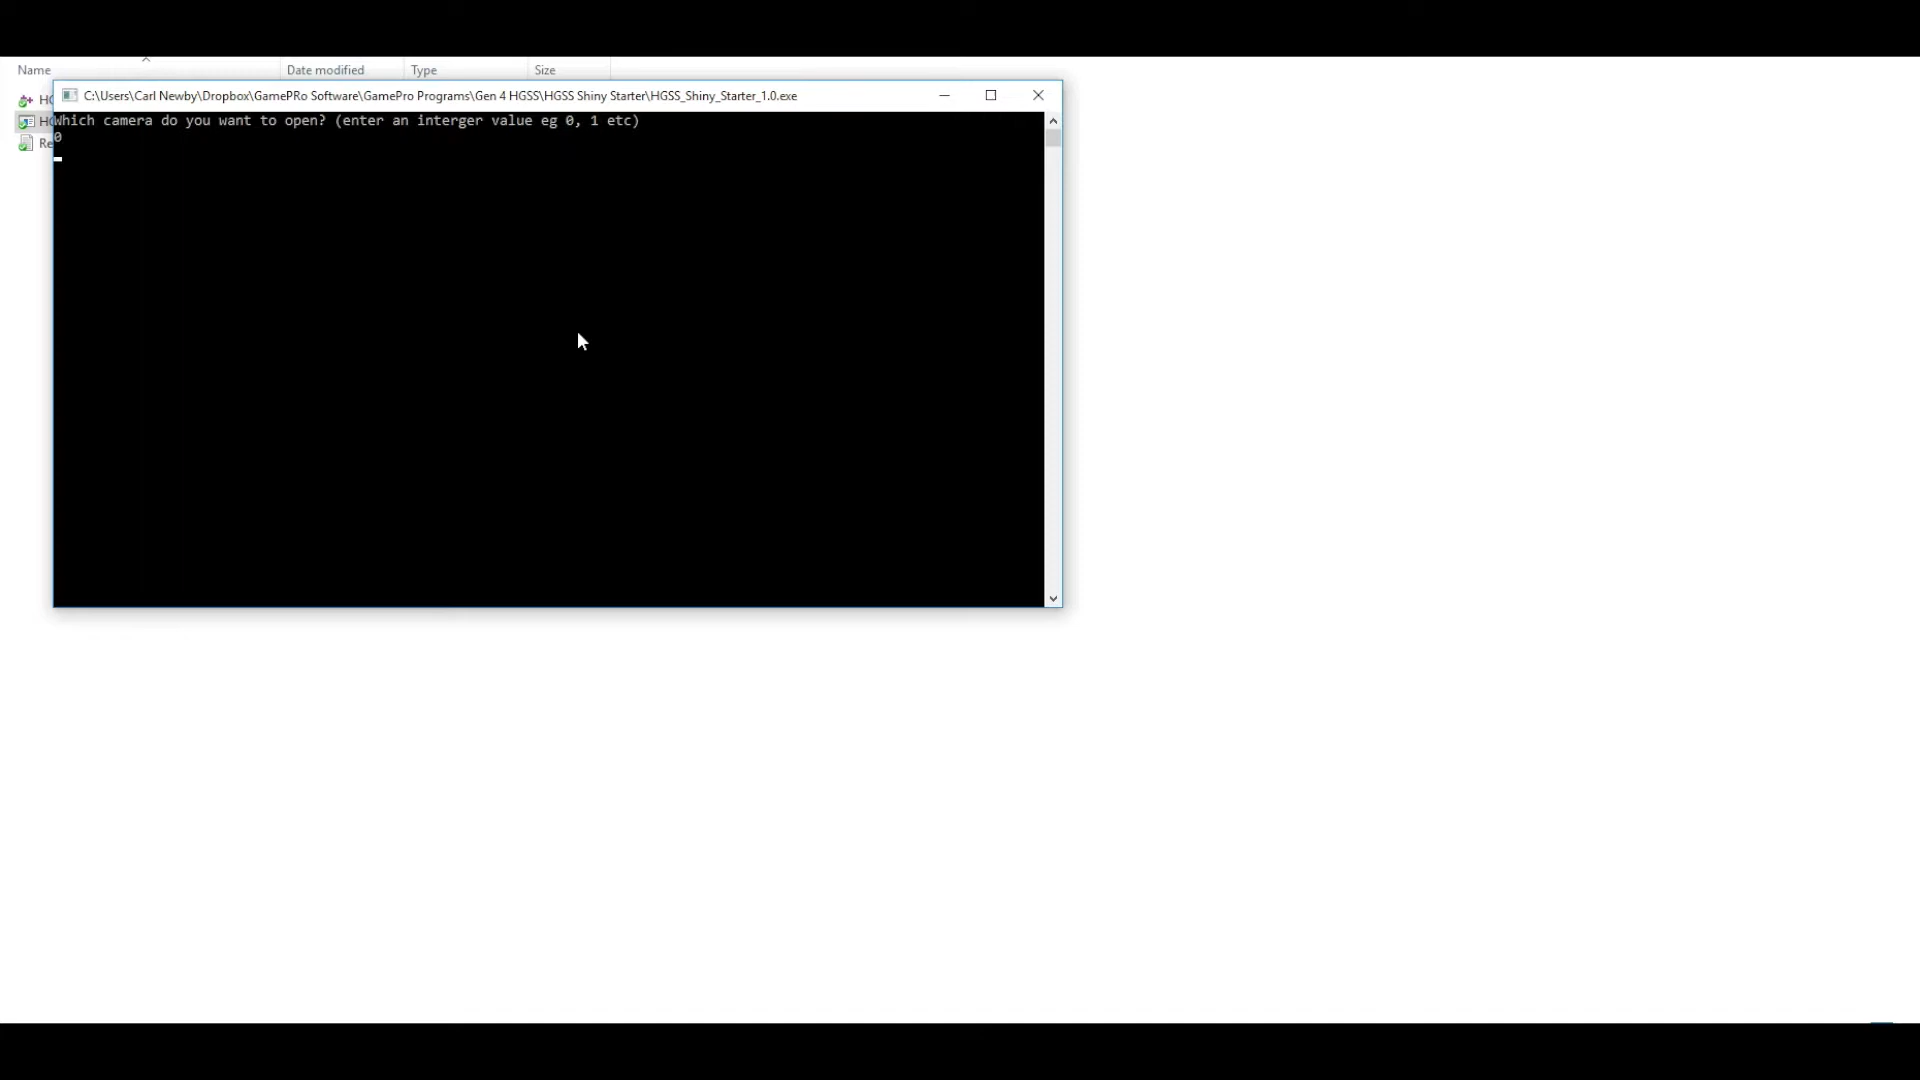 Name Date modified Type Size
C:\Users\Carl Newby\Dropbox\GamePRo Software\GamePro Programs\Gen 4 HGSS\HGSS Shiny Starter\HGSS_Shiny_Starter_1.0.exe
HG
Which camera do you want to open? (enter an interger value eg 0, 1 etc)
0
Re